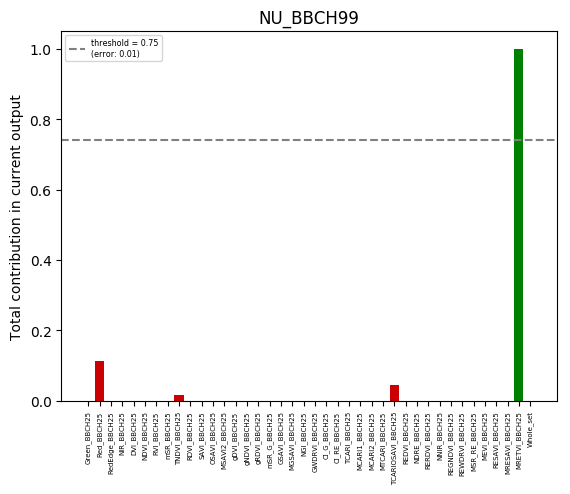 NU_BBCH99
threshold = 0.75
(error: 0.01)
Total contribution in current output
1.0
0.8
0.6
0.4
0.2
0.0
Green_BBCH25
Red_BBCH25
RedEdge_BBCH25
NIR_BBCH25
DVI_BBCH25
NDVI_BBCH25
RVI_BBCH25
mSR_BBCH25
TNDVI_BBCH25
RDVI_BBCH25
SAVI_BBCH25
OSAVI_BBCH25
MSAVI2_BBCH25
gDVI_BBCH25
gNDVI_BBCH25
gRDVI_BBCH25
mSR_G_BBCH25
GSAVI_BBCH25
MGSAVI_BBCH25
NGI_BBCH25
GWDRVI_BBCH25
CI_G_BBCH25
CI_RE_BBCH25
TCARI_BBCH25
MCARI1_BBCH25
MCARI2_BBCH25
MTCARI_BBCH25
TCARIOSAVI_BBCH25
REDVI_BBCH25
NDRE_BBCH25
RERDVI_BBCH25
NNIR_BBCH25
REGNDVI_BBCH25
REWDRVI_BBCH25
MSR_RE_BBCH25
MEVI_BBCH25
RESAVI_BBCH25
MRESAVI_BBCH25
MRETVI_BBCH25
Whole_set